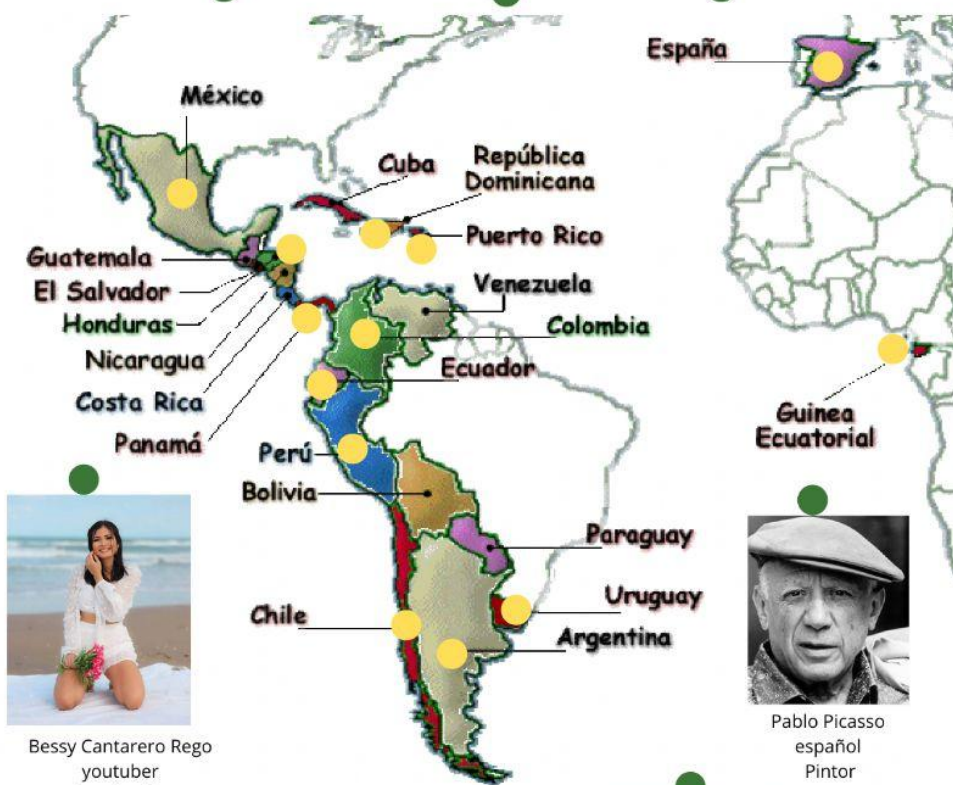 España
México
Cuba
República
Dominicana
Puerto Rico
Guatemala
El Salvador
Venezuela
Honduras
Colombia
Nicaragua
Ecuador
Costa Rica
Guinea
Ecuatorial
Panamá
Perú
Bolivia
Paraguay
Uruguay
Chile
Argentina
Bessy Cantarero Rego
youtuber
Pablo Picasso
español
Pintor